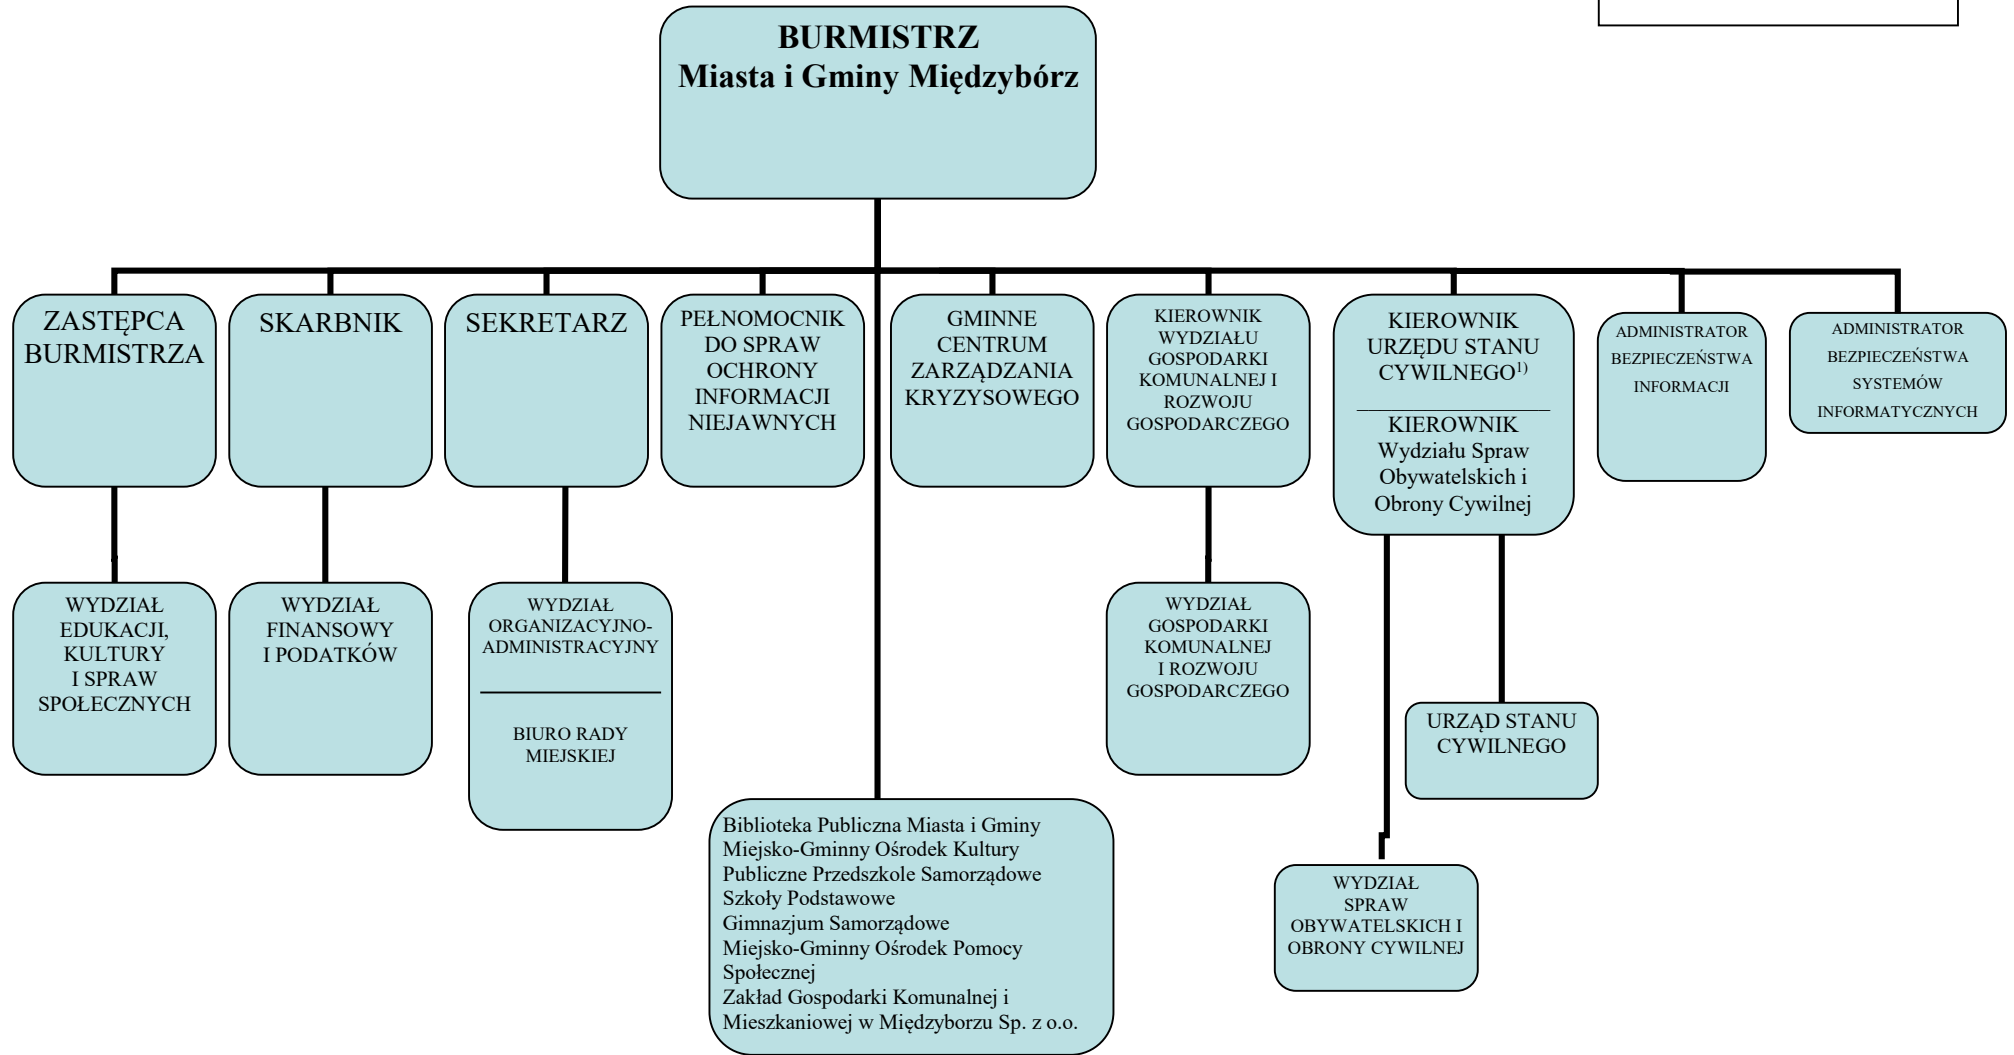 BURMISTRZ
Miasta i Gminy Międzybórz
ZASTĘPCA
BURMISTRZA
SKARBNIK
SEKRETARZ
PEŁNOMOCNIK
DO SPRAW
OCHRONY
INFORMACJI
NIEJAWNYCH
GMINNE
CENTRUM
ZARZĄDZANIA
KRYZYSOWEGO
KIEROWNIK
WYDZIAŁU
GOSPODARKI
KOMUNALNEJ I
ROZWOJU
GOSPODARCZEGO
KIEROWNIK
URZĘDU STANU
CYWILNEGO¹⁾
KIEROWNIK
Wydziału Spraw
Obywatelskich i
Obrony Cywilnej
ADMINISTRATOR
BEZPIECZEŃSTWA
INFORMACJI
ADMINISTRATOR
BEZPIECZEŃSTWA
SYSTEMÓW
INFORMATYCZNYCH
WYDZIAŁ
EDUKACJI,
KULTURY
I SPRAW
SPOŁECZNYCH
WYDZIAŁ
FINANSOWY
I PODATKÓW
WYDZIAŁ
ORGANIZACYJNO-
ADMINISTRACYJNY
BIURO RADY
MIEJSKIEJ
WYDZIAŁ
GOSPODARKI
KOMUNALNEJ
I ROZWOJU
GOSPODARCZEGO
URZĄD STANU
CYWILNEGO
Biblioteka Publiczna Miasta i Gminy
Miejsko-Gminny Ośrodek Kultury
Publiczne Przedszkole Samorządowe
Szkoły Podstawowe
Gimnazjum Samorządowe
Miejsko-Gminny Ośrodek Pomocy
Społecznej
Zakład Gospodarki Komunalnej i
Mieszkaniowej w Międzyborzu Sp. z o.o.
WYDZIAŁ
SPRAW
OBYWATELSKICH I
OBRONY CYWILNEJ